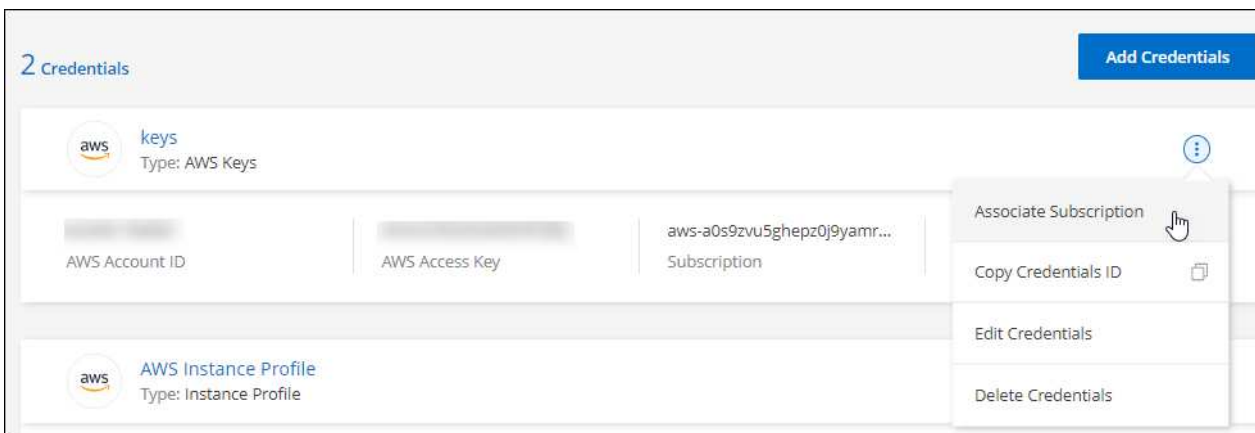 2 Credentials
Add Credentials
aws
keys
Type: AWS Keys
Associate Subscription
aws-a0s9zvu5ghepz0j9yamr...
AWS Account ID
AWS Access Key
Subscription
Copy Credentials ID
Edit Credentials
aws
AWS Instance Profile
Type: Instance Profile
Delete Credentials